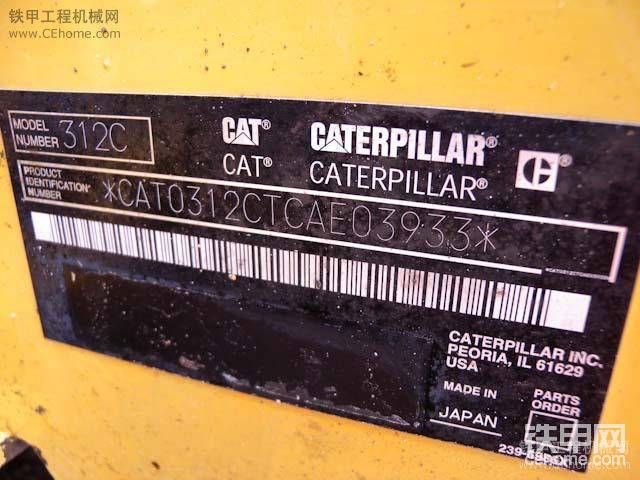 铁甲工程机械网
www.CEhome.com
MODEL NUMBER 312C
CAT® CATERPILLAR®
CAT® CATERPILLAR®
PRODUCT IDENTIFICATION NUMBER *CAT0312CTCAE03933*
CATERPILLAR INC.
PEORIA, IL 61629
USA
MADE IN JAPAN
PARTS ORDER
239-
铁甲网